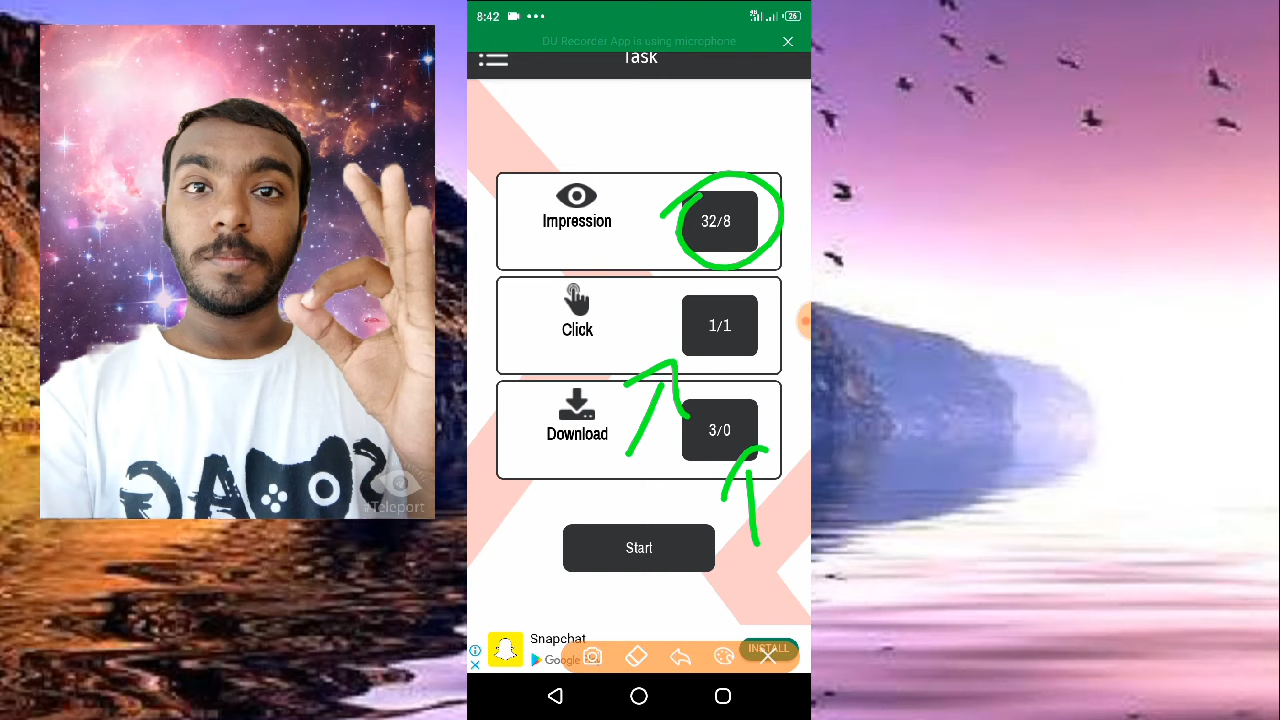 8:42
26
DU Recorder App is using microphone
Task
Impression
32/8
Click
1/1
Download
3/0
Start
Snapchat
Google
INSTALL
#Teleport